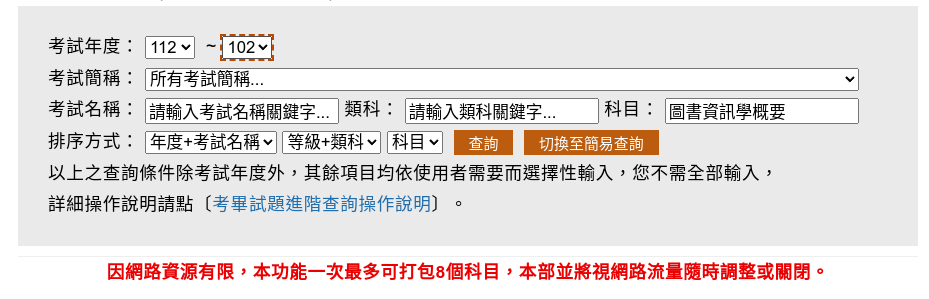 考試年度： 112 ~ 102
考試簡稱： 所有考試簡稱...
考試名稱： 請輸入考試名稱關鍵字... 類科： 請輸入類科關鍵字... 科目： 圖書資訊學概要
排序方式： 年度+考試名稱 等級+類科 科目 查詢 切換至簡易查詢
以上之查詢條件除考試年度外，其餘項目均依使用者需要而選擇性輸入，您不需全部輸入，
詳細操作說明請點〔考畢試題進階查詢操作說明〕。
因網路資源有限，本功能一次最多可打包8個科目，本部並將視網路流量隨時調整或關閉。